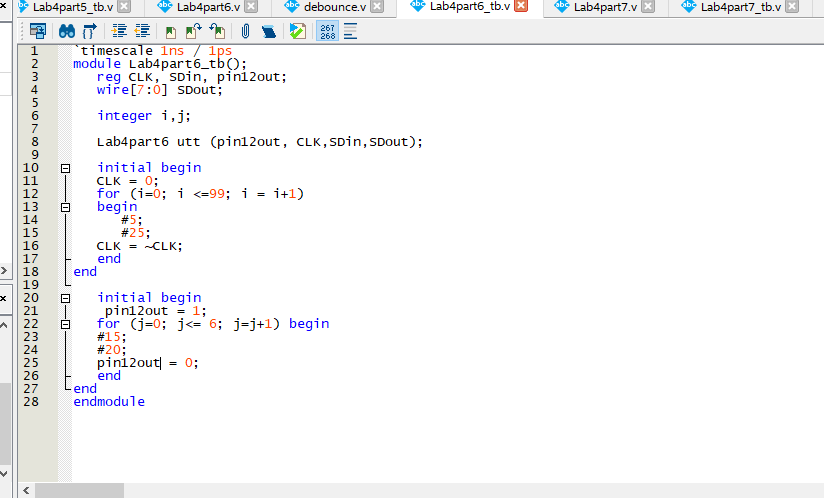 Lab4part5_tb.v Lab4part6.v debounce.v Lab4part6_tb.v Lab4part7.v Lab4part7_tb.v
267
268
1 `timescale 1ns / 1ps
2 module Lab4part6_tb();
3 reg CLK, SDin, pin12out;
4 wire[7:0] SDout;
5
6 integer i,j;
7
8 Lab4part6 utt (pin12out, CLK,SDin,SDout);
9
10 initial begin
11 CLK = 0;
12 for (i=0; i <=99; i = i+1)
13 begin
14 #5;
15 #25;
16 CLK = ~CLK;
17 end
18 end
19
20 initial begin
21 pin12out = 1;
22 for (j=0; j<= 6; j=j+1) begin
23 #15;
24 #20;
25 pin12out = 0;
26 end
27 end
28 endmodule